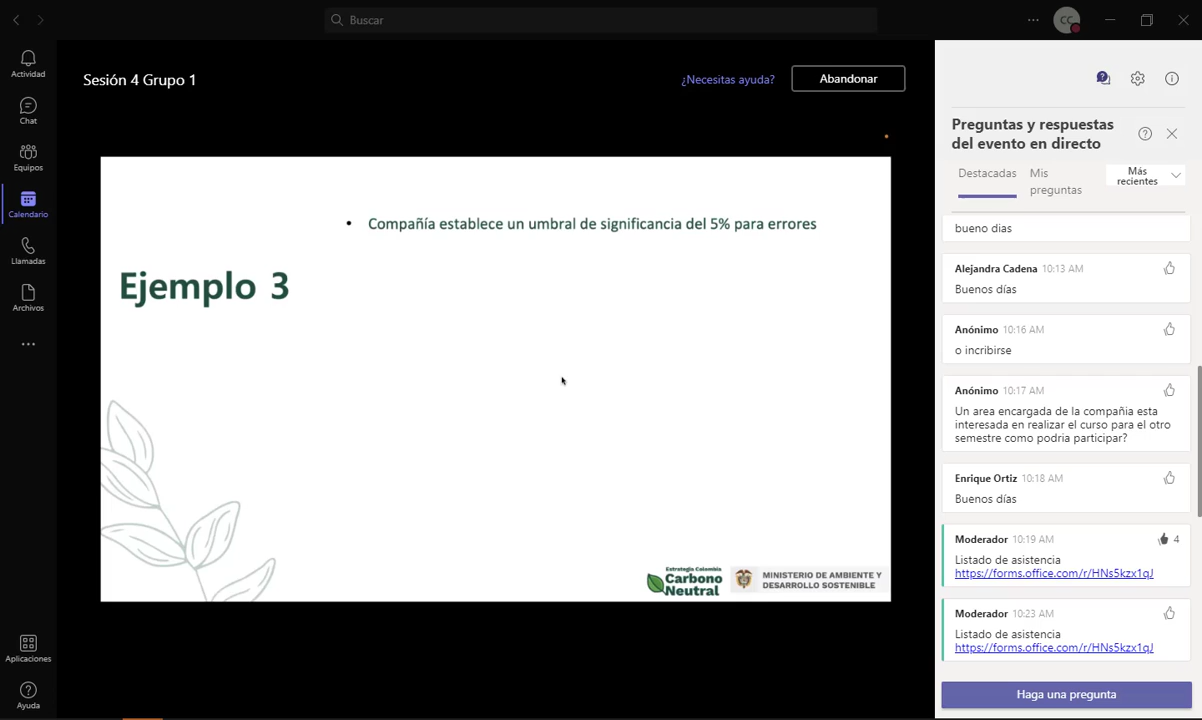 Buscar
CC
Actividad
Chat
Equipos
Calendario
Llamadas
Archivos
Aplicaciones
Ayuda
Sesión 4 Grupo 1
¿Necesitas ayuda?
Abandonar
• Compañía establece un umbral de significancia del 5% para errores
Ejemplo 3
Estrategia Colombia
Carbono
Neutral
MINISTERIO DE AMBIENTE Y
DESARROLLO SOSTENIBLE
Preguntas y respuestas
del evento en directo
Destacadas
Mis
preguntas
Más
recientes
bueno dias
Alejandra Cadena 10:13 AM
Buenos días
Anónimo 10:16 AM
o incribirse
Anónimo 10:17 AM
Un area encargada de la compañia esta
interesada en realizar el curso para el otro
semestre como podria participar?
Enrique Ortiz 10:18 AM
Buenos días
Moderador 10:19 AM 4
Listado de asistencia
https://forms.office.com/r/HNs5kzx1qJ
Moderador 10:23 AM
Listado de asistencia
https://forms.office.com/r/HNs5kzx1qJ
Haga una pregunta